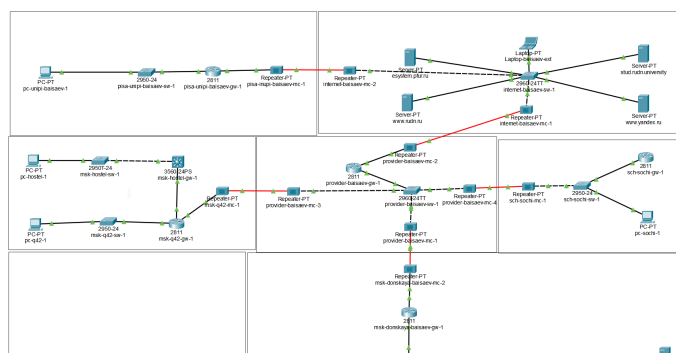 PC-PT
pc-unipi-baisaev-1
2950-24
pisa-unipi-baisaev-sw-1
2811
pisa-unipi-baisaev-gw-1
Repeater-PT
pisa-inupi-baisaev-mc-1
Repeater-PT
internet-baisaev-mc-2
Server-PT
esystem.pfur.ru
Laptop-PT
Laptop-baisaev-ext
Server-PT
stud.rudn.university
2960-24TT
internet-baisaev-sw-1
Server-PT
www.rudn.ru
Repeater-PT
internet-baisaev-mc-1
Server-PT
www.yandex.ru
PC-PT
pc-hostel-1
2950T-24
msk-hostel-sw-1
3560-24PS
msk-hostel-gw-1
PC-PT
pc-q42-1
2950-24
msk-q42-sw-1
2811
msk-q42-gw-1
Repeater-PT
msk-q42-mc-1
Repeater-PT
provider-baisaev-mc-3
Repeater-PT
provider-baisaev-mc-2
2811
provider-baisaev-gw-1
2960-24TT
provider-baisaev-sw-1
Repeater-PT
provider-baisaev-mc-4
Repeater-PT
provider-baisaev-mc-1
Repeater-PT
sch-sochi-mc-1
2950-24
sch-sochi-sw-1
2811
sch-sochi-gw-1
PC-PT
pc-sochi-1
Repeater-PT
msk-donskaya-baisaev-mc-2
2811
msk-donskaya-baisaev-gw-1